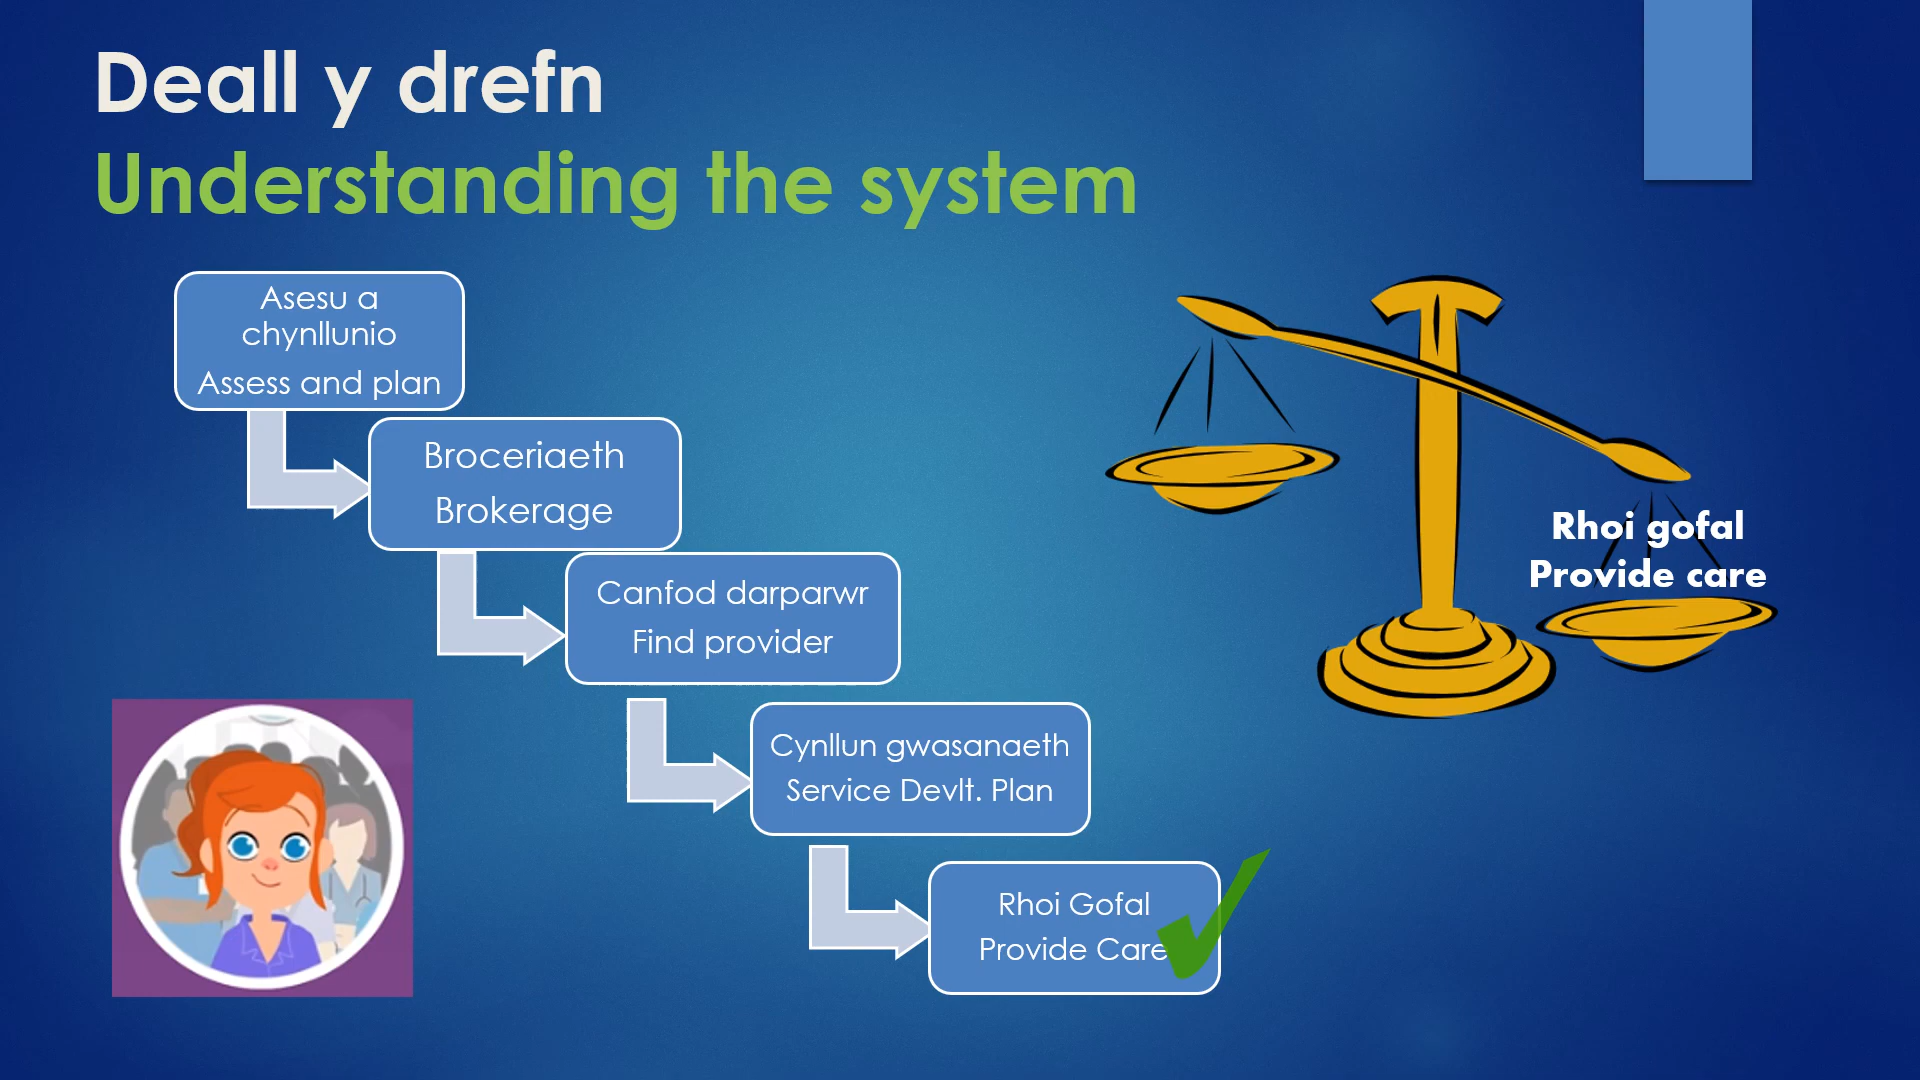 Deall y drefn
Understanding the system
Asesu a
chynllunio
Assess and plan
Broceriaeth
Brokerage
Canfod darparwr
Find provider
Cynllun gwasanaeth
Service Devlt. Plan
Rhoi Gofal
Provide Care
Rhoi gofal
Provide care